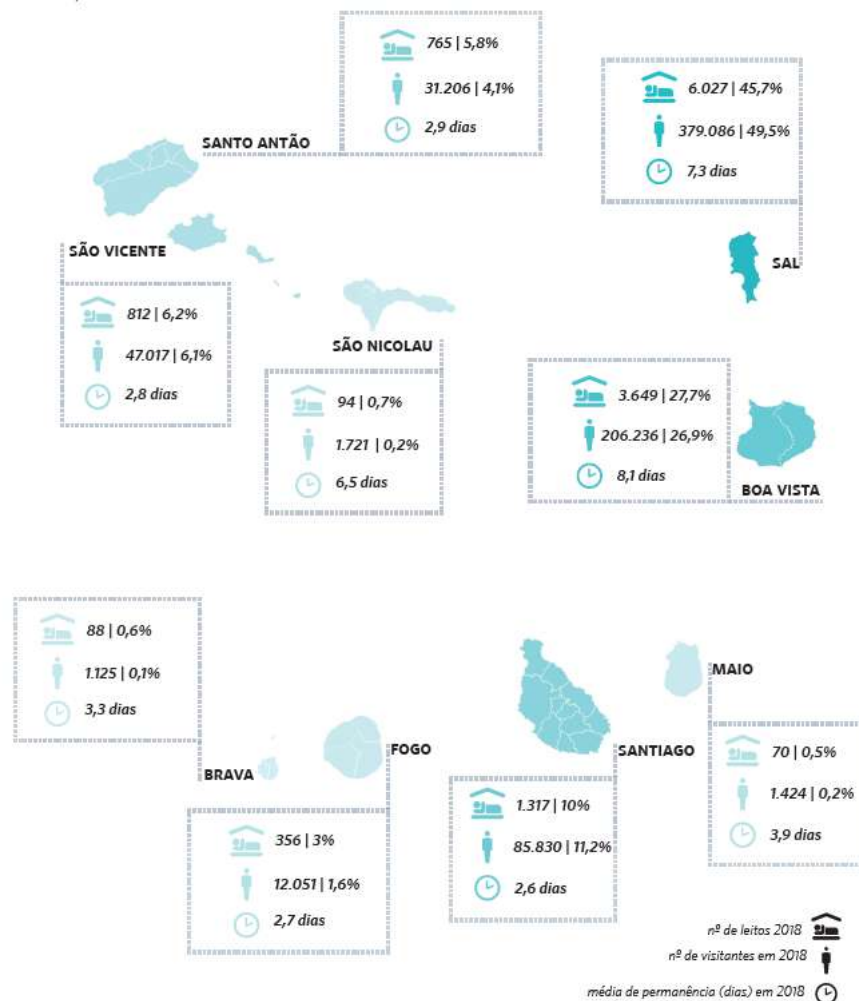 765 | 5,8%
31.206 | 4,1%
2,9 dias
SANTO ANTÃO
6.027 | 45,7%
379.086 | 49,5%
7,3 dias
SAL
SÃO VICENTE
812 | 6,2%
47.017 | 6,1%
2,8 dias
SÃO NICOLAU
94 | 0,7%
1.721 | 0,2%
6,5 dias
3.649 | 27,7%
206.236 | 26,9%
8,1 dias
BOA VISTA
88 | 0,6%
1.125 | 0,1%
3,3 dias
BRAVA
FOGO
356 | 3%
12.051 | 1,6%
2,7 dias
SANTIAGO
1.317 | 10%
85.830 | 11,2%
2,6 dias
MAIO
70 | 0,5%
1.424 | 0,2%
3,9 dias
nº de leitos 2018
nº de visitantes em 2018
média de permanência (dias) em 2018